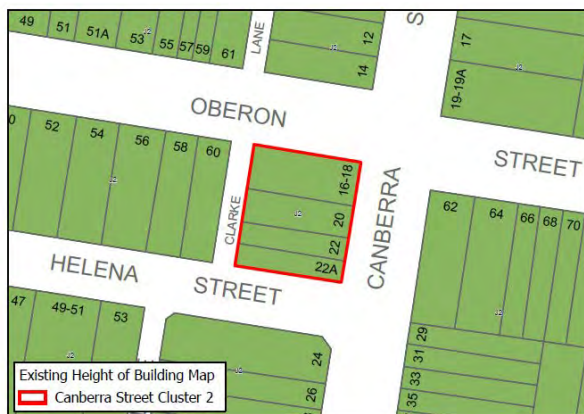 49 51 51A 53 55 57 59 61
LANE
12
14
S
17
19-19A
OBERON
STREET
0 52 54 56 58 60
CLARKE
16-18
20
22
22A
CANBERRA
62 64 66 68 70
HELENA
STREET
47 49-51 53
24
26
29
31
33
35
Existing Height of Building Map
Canberra Street Cluster 2